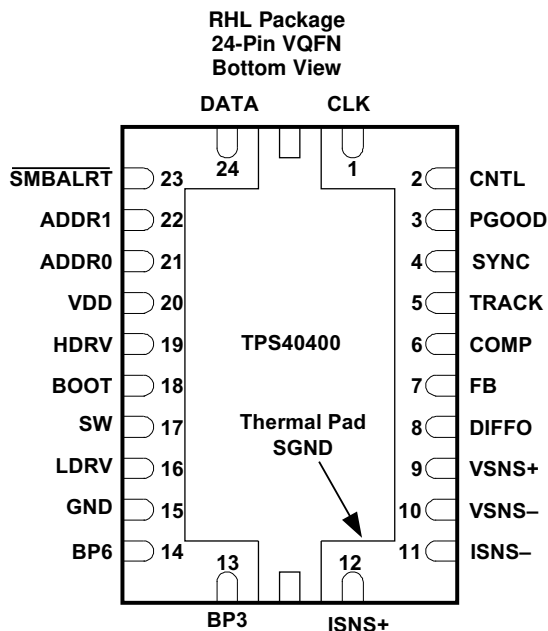 RHL Package
24-Pin VQFN
Bottom View
DATA CLK
24 1
SMBALRT 23 2 CNTL
ADDR1 22 3 PGOOD
ADDR0 21 4 SYNC
VDD 20 5 TRACK
HDRV 19 TPS40400 6 COMP
BOOT 18 7 FB
SW 17 Thermal Pad 8 DIFFO
SGND
LDRV 16 9 VSNS+
GND 15 10 VSNS–
BP6 14 11 ISNS–
13 12
BP3 ISNS+